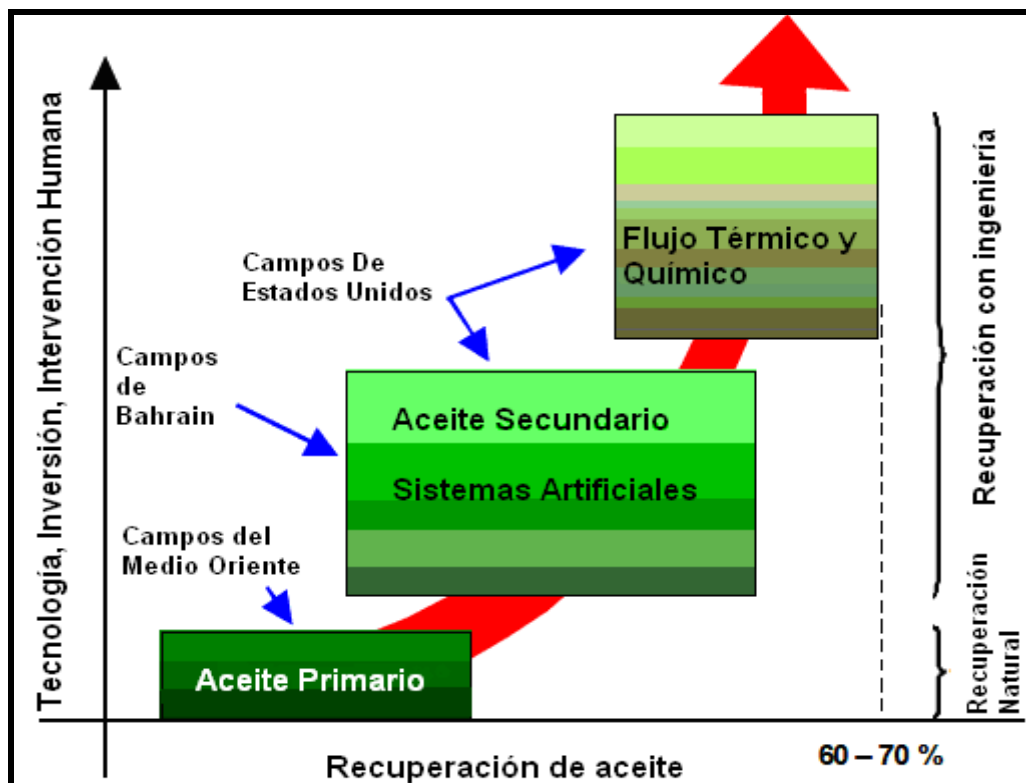 Tecnología, Inversión, Intervención Humana
Campos De
Estados Unidos
Flujo Térmico y
Químico
Campos
de
Bahrain
Aceite Secundario
Sistemas Artificiales
Campos del
Medio Oriente
Aceite Primario
Recuperación con ingeniería
Recuperación
Natural
Recuperación de aceite
60 – 70 %